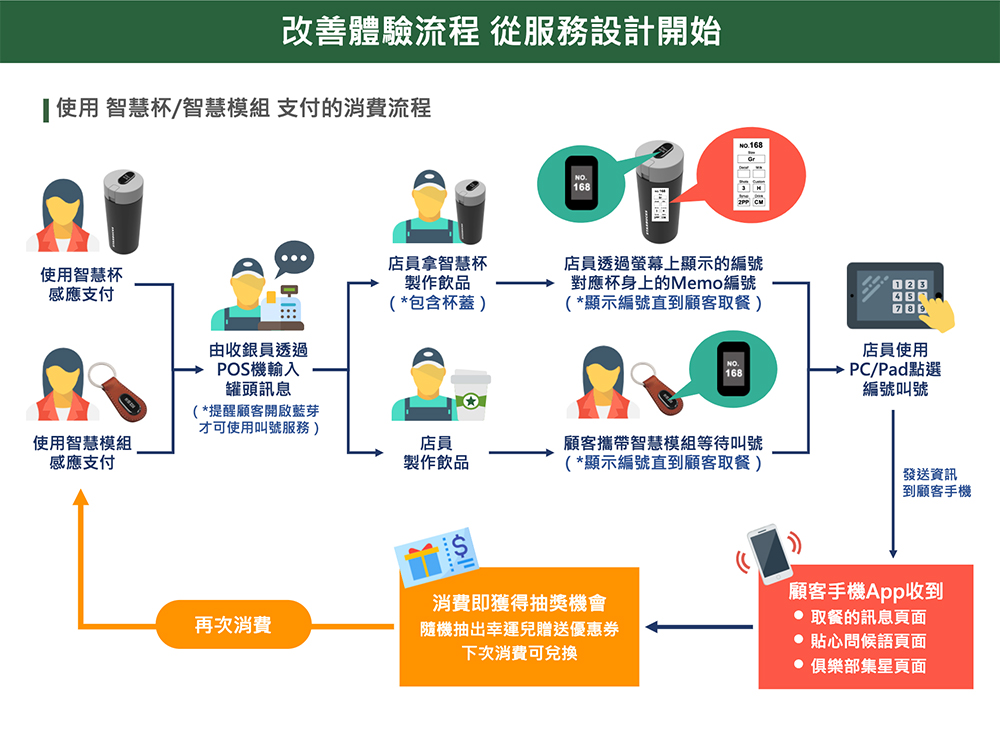 改善體驗流程 從服務設計開始
使用 智慧杯/智慧模組 支付的消費流程
使用智慧杯
感應支付
使用智慧模組
感應支付
由收銀員透過
POS機輸入
罐頭訊息
(*提醒顧客開啟藍芽
才可使用叫號服務)
店員拿智慧杯
製作飲品
(*包含杯蓋)
店員
製作飲品
NO.
168
NO.168
Size
Gr
Decaf Milk
Shots Custom
3 H
Syrup Drink
2PP CM
店員透過螢幕上顯示的編號
對應杯身上的Memo編號
(*顯示編號直到顧客取餐)
NO.
168
顧客攜帶智慧模組等待叫號
(*顯示編號直到顧客取餐)
1 2 3
4 5
7 8 9
店員使用
PC/Pad點選
編號叫號
發送資訊
到顧客手機
顧客手機App收到
● 取餐的訊息頁面
● 貼心問候語頁面
● 俱樂部集星頁面
消費即獲得抽獎機會
隨機抽出幸運兒贈送優惠券
下次消費可兌換
再次消費